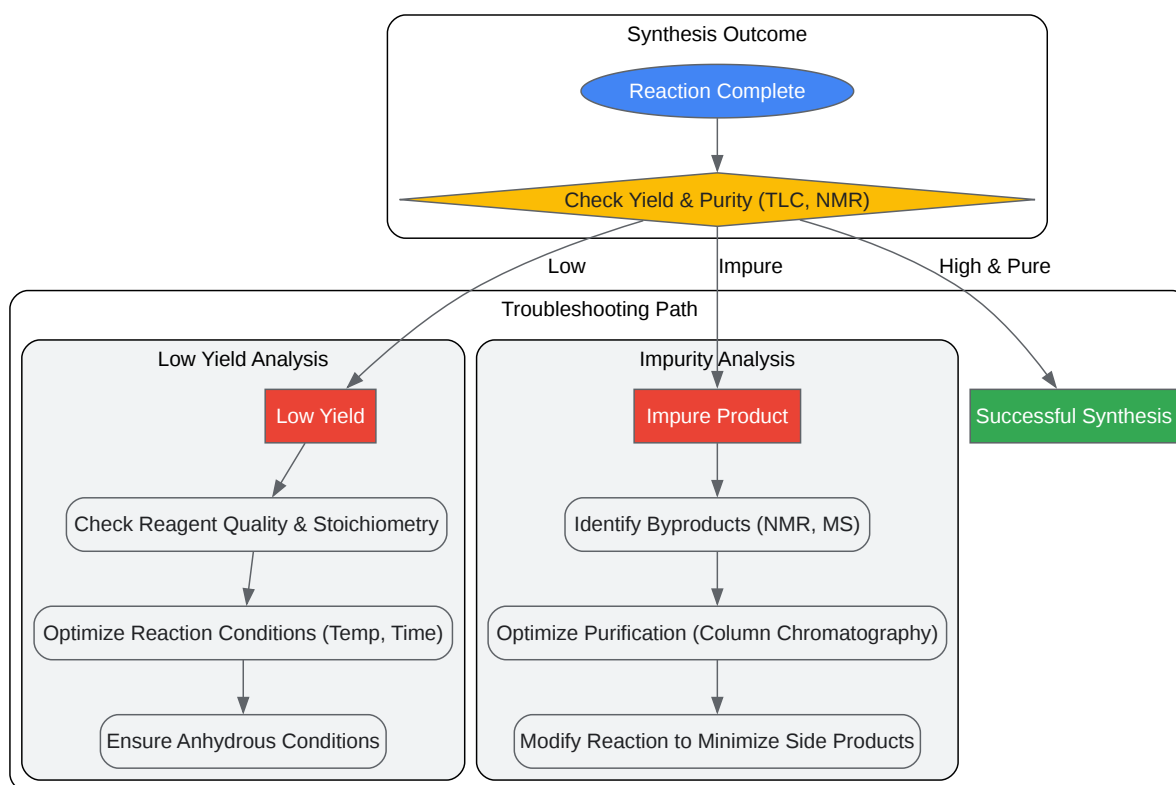 Synthesis Outcome
Reaction Complete
Check Yield & Purity (TLC, NMR)
Low
Impure
High & Pure
Troubleshooting Path
Low Yield Analysis
Impurity Analysis
Low Yield
Impure Product
Successful Synthesis
Check Reagent Quality & Stoichiometry
Identify Byproducts (NMR, MS)
Optimize Reaction Conditions (Temp, Time)
Optimize Purification (Column Chromatography)
Ensure Anhydrous Conditions
Modify Reaction to Minimize Side Products